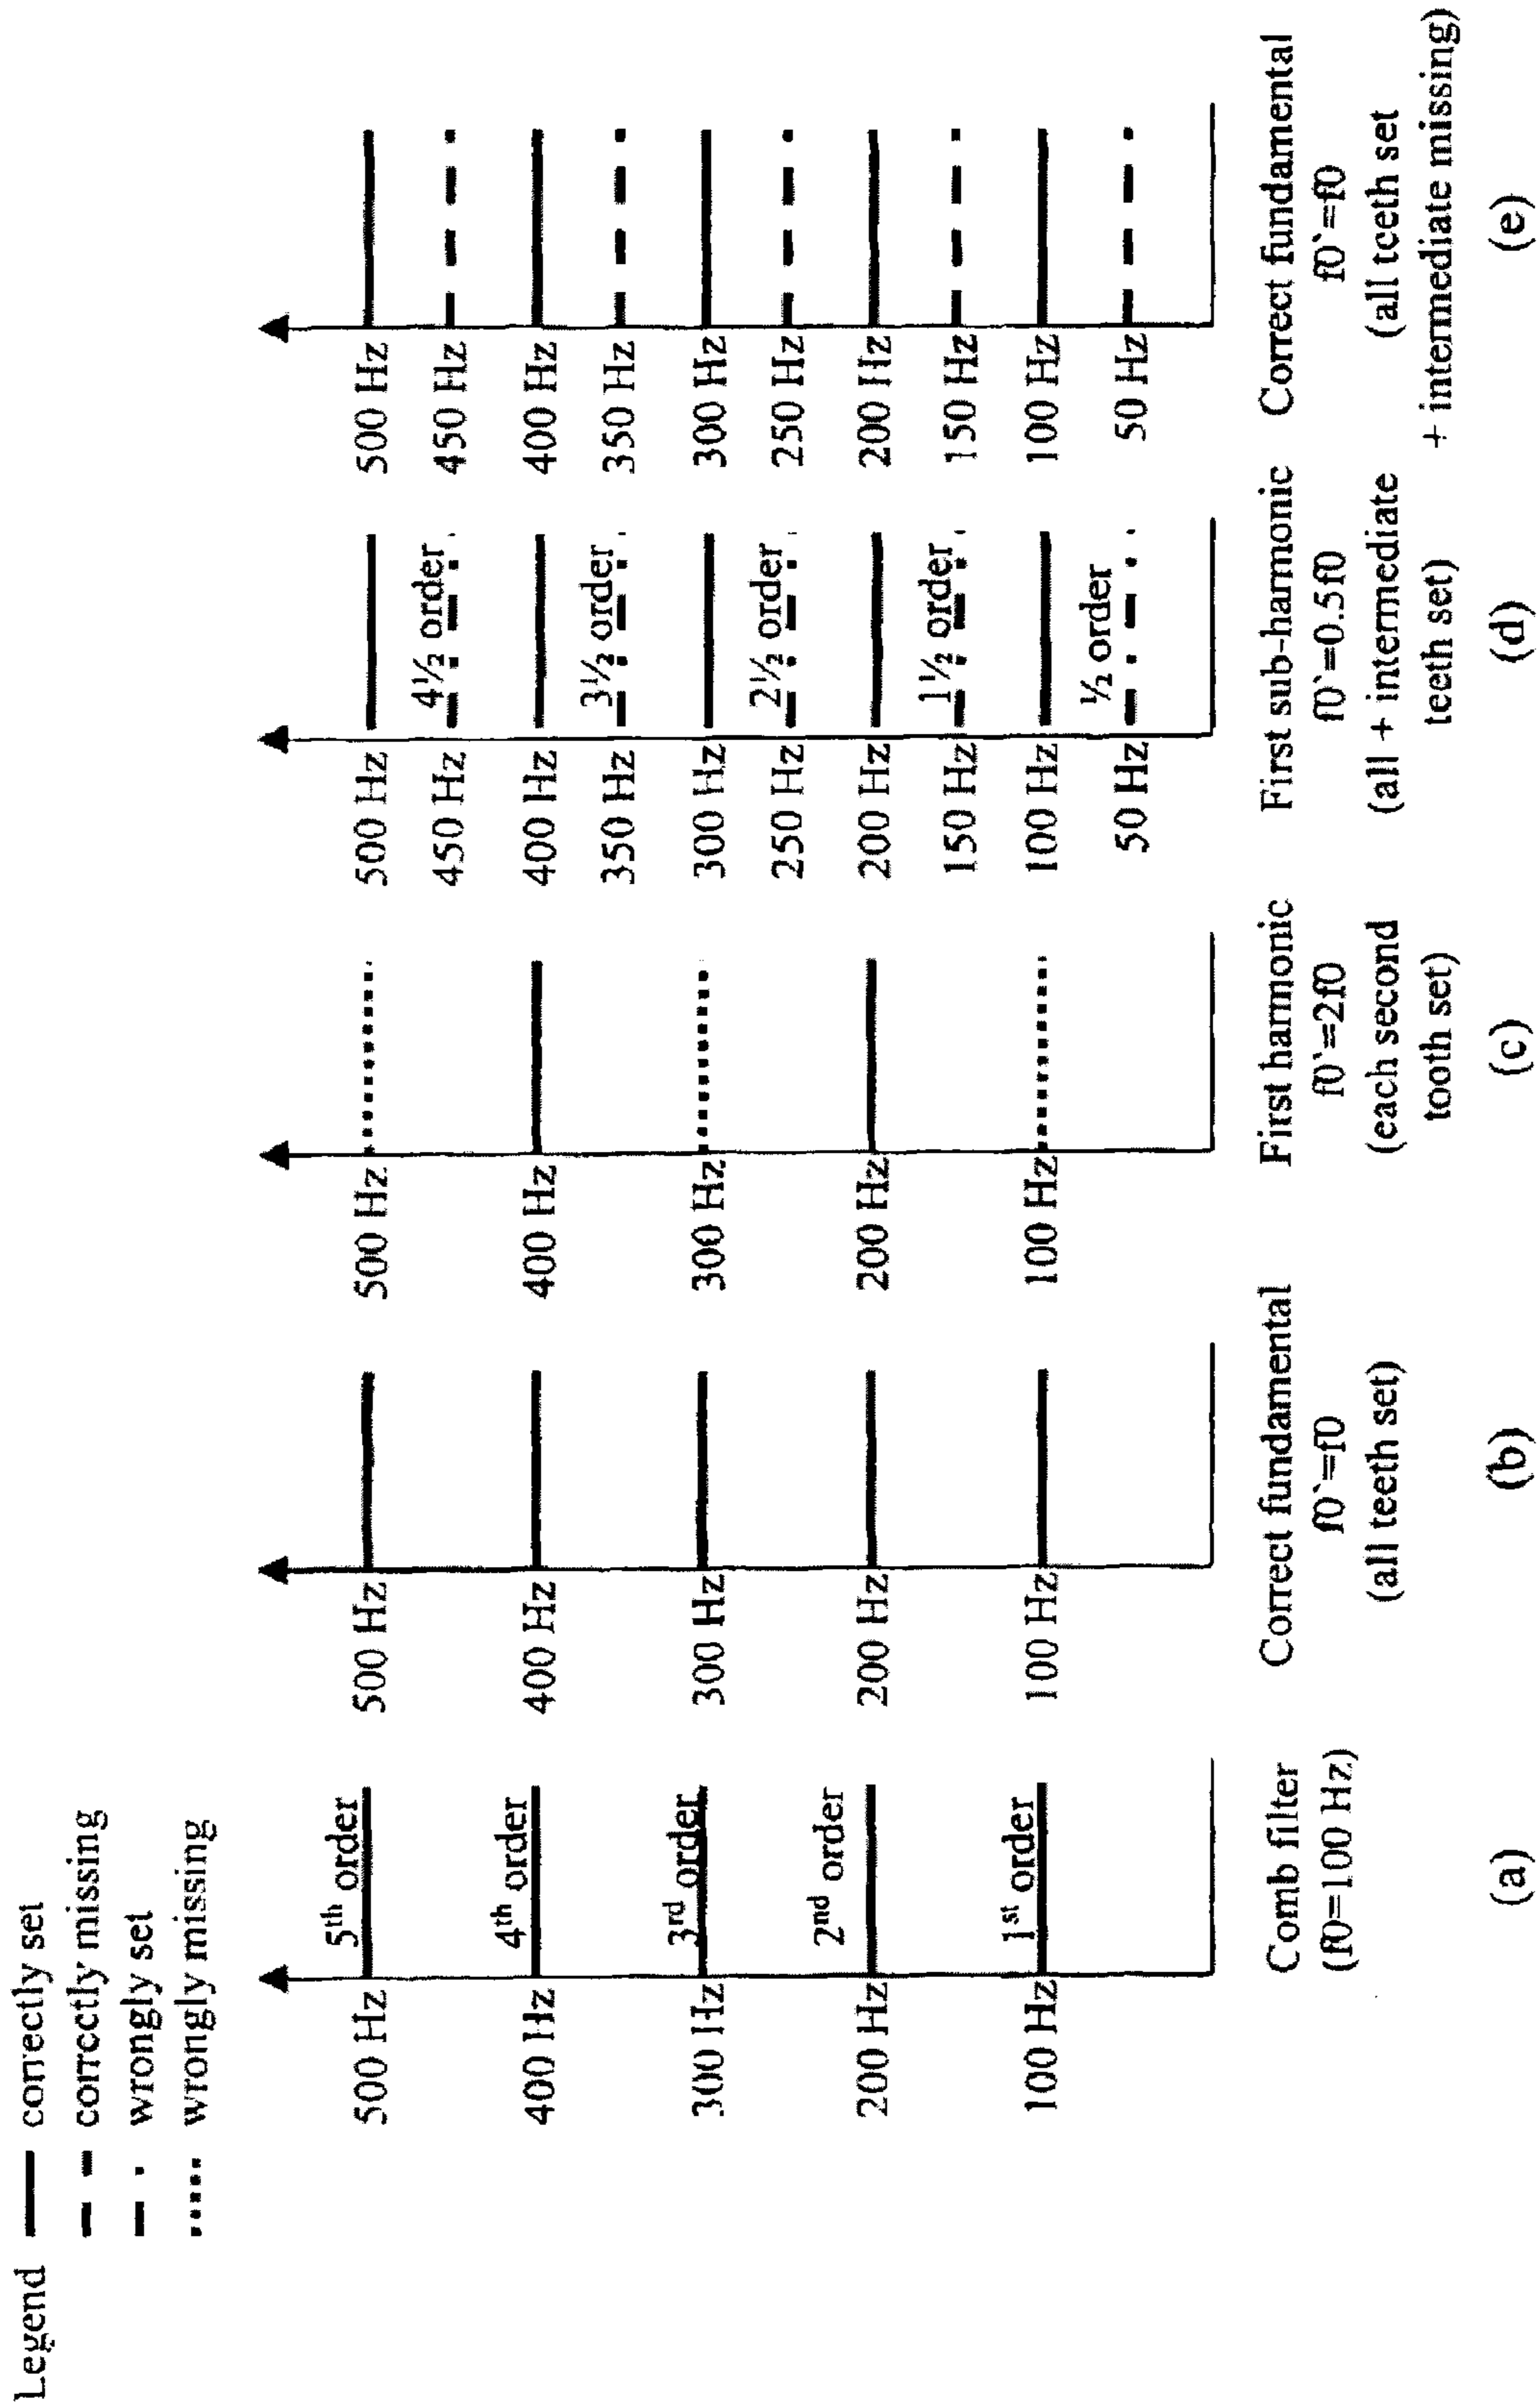 Legend
correctly set
correctly missing
wrongly set
wrongly missing
500 Hz
5th order
400 Hz
4th order
300 Hz
3rd order
200 Hz
2nd order
100 Hz
1st order
Comb filter
(f0=100 Hz)
(a)
500 Hz
400 Hz
300 Hz
200 Hz
100 Hz
Correct fundamental
f0`=f0
(all teeth set)
(b)
500 Hz
400 Hz
300 Hz
200 Hz
100 Hz
First harmonic
f0`=2f0
(each second
tooth set)
(c)
500 Hz
450 Hz
4½ order
400 Hz
350 Hz
3½ order
300 Hz
250 Hz
2½ order
200 Hz
150 Hz
1½ order
100 Hz
50 Hz
½ order
First sub-harmonic
f0`=0.5f0
(all + intermediate
teeth set)
(d)
500 Hz
450 Hz
400 Hz
350 Hz
300 Hz
250 Hz
200 Hz
150 Hz
100 Hz
50 Hz
Correct fundamental
f0`=f0
(all teeth set
+ intermediate missing)
(e)